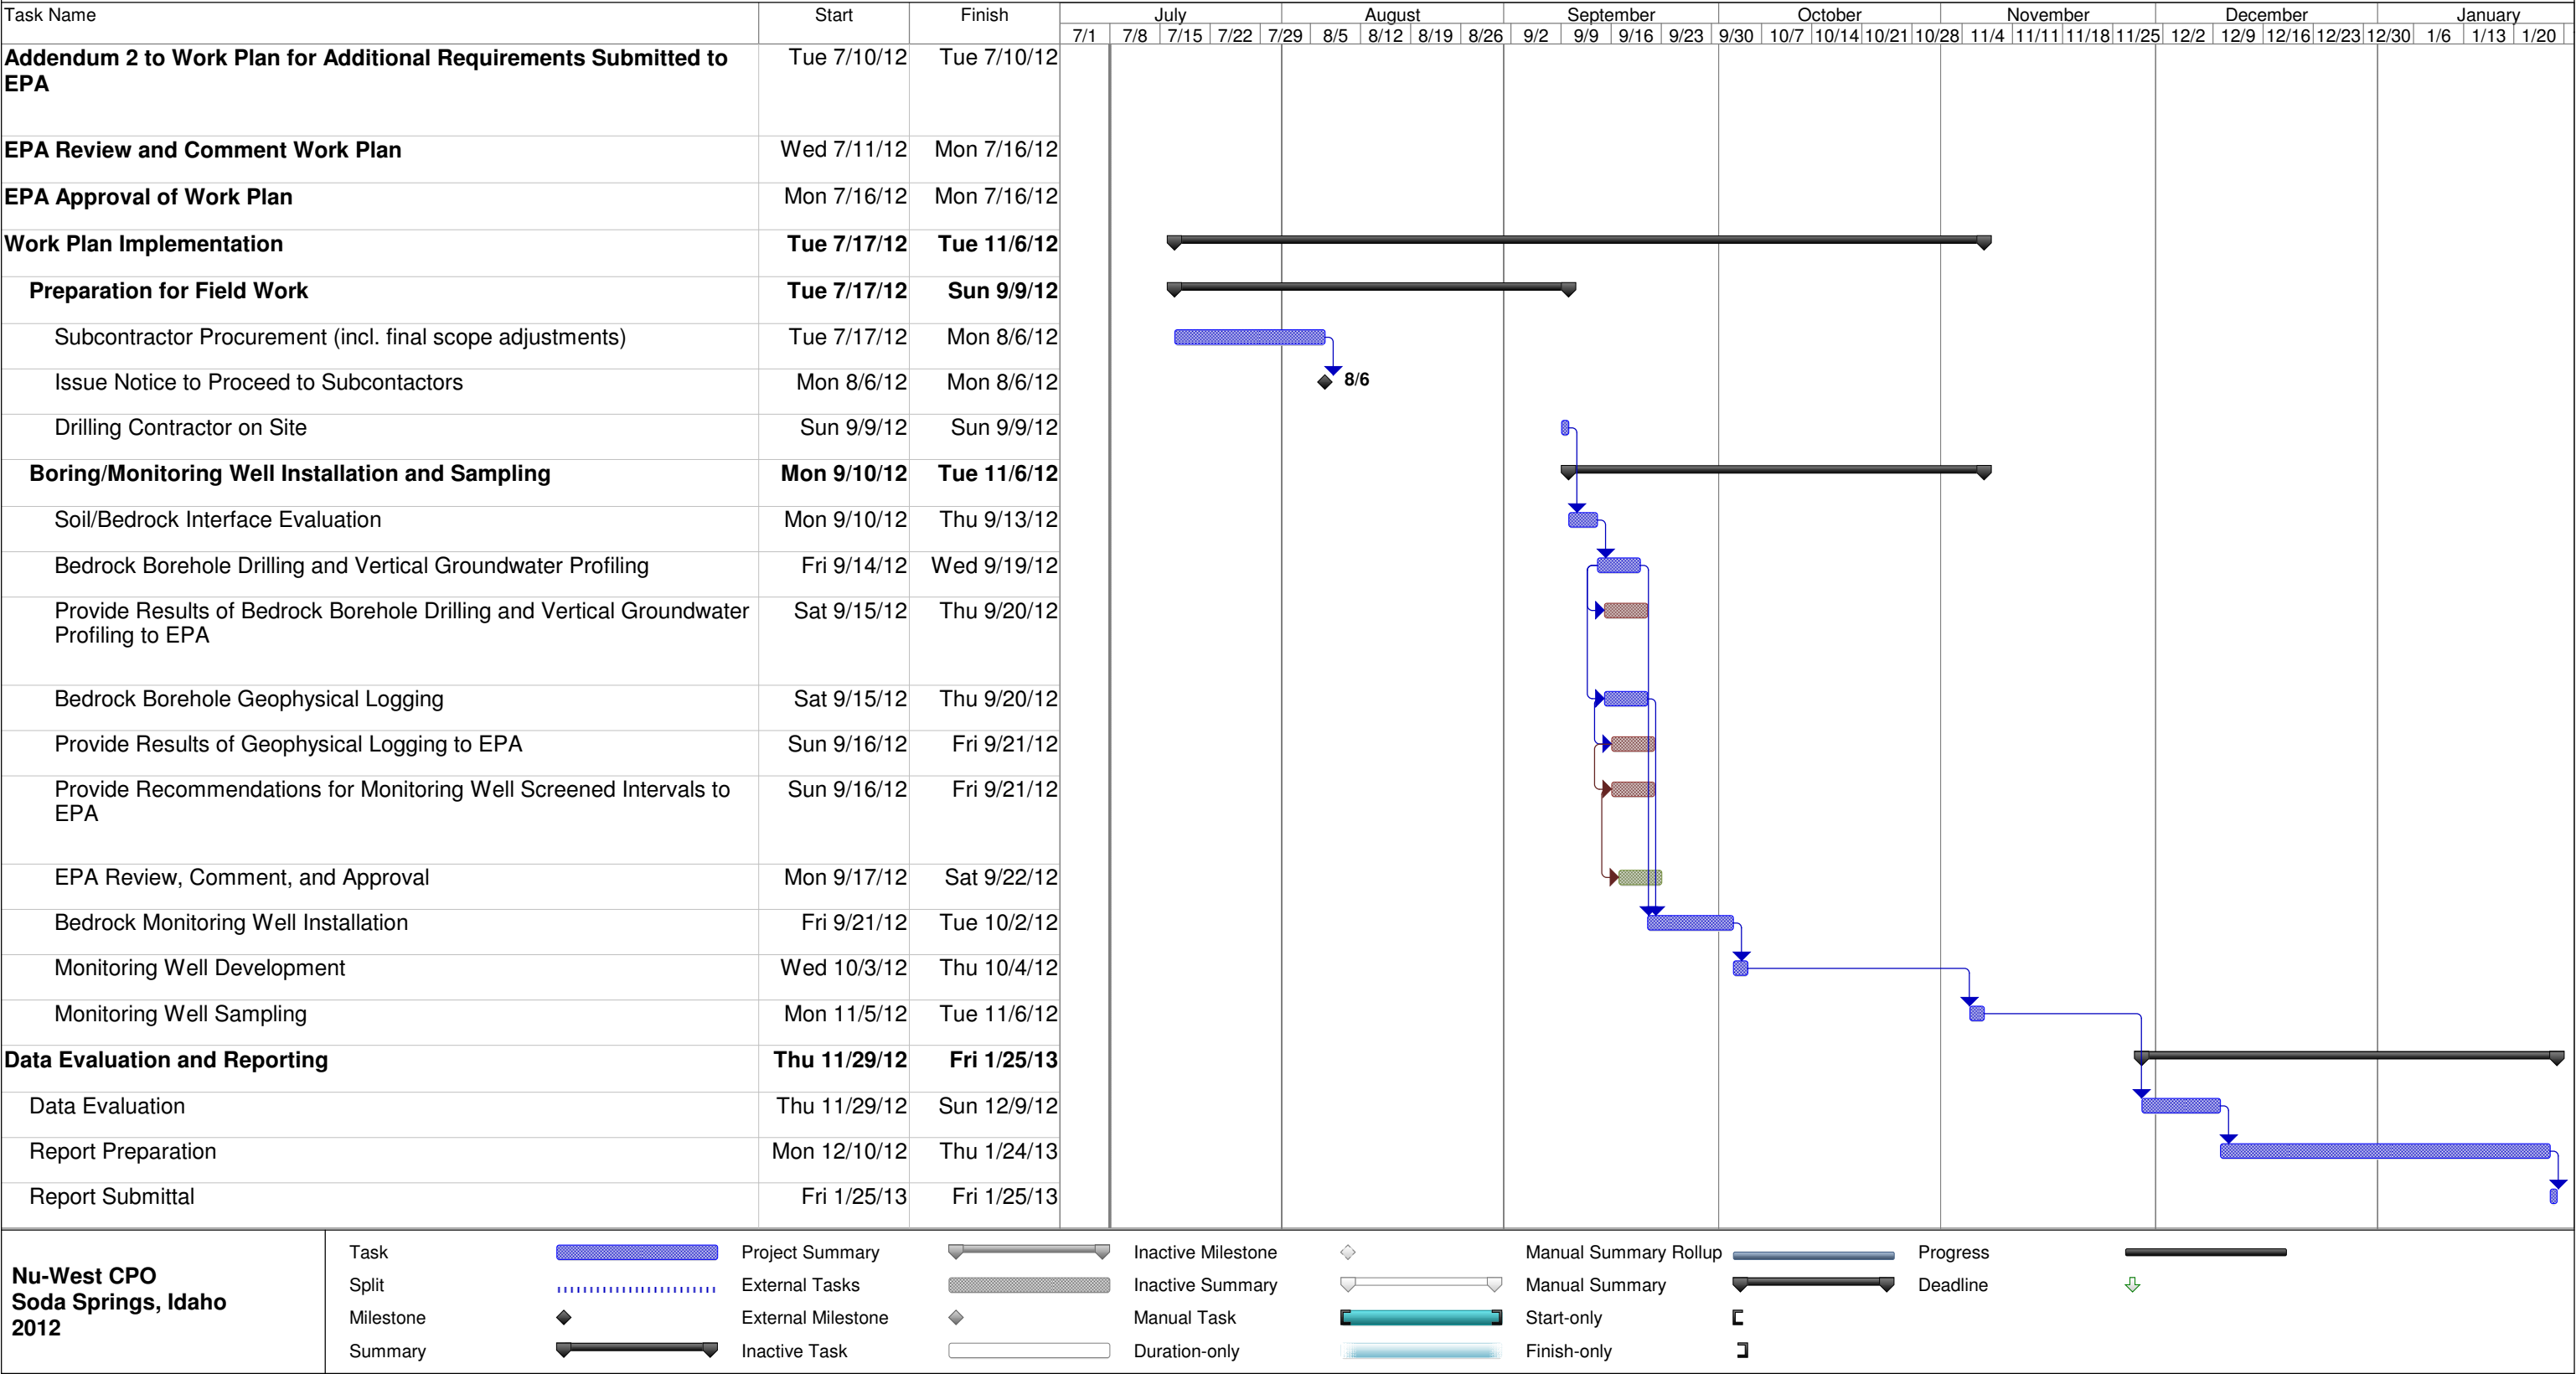 Task Name Start Finish July August September October November December January
7/1 7/8 7/15 7/22 7/29 8/5 8/12 8/19 8/26 9/2 9/9 9/16 9/23 9/30 10/7 10/14 10/21 10/28 11/4 11/11 11/18 11/25 12/2 12/9 12/16 12/23 12/30 1/6 1/13 1/20
Addendum 2 to Work Plan for Additional Requirements Submitted to Tue 7/10/12 Tue 7/10/12
EPA
EPA Review and Comment Work Plan Wed 7/11/12 Mon 7/16/12
EPA Approval of Work Plan Mon 7/16/12 Mon 7/16/12
Work Plan Implementation Tue 7/17/12 Tue 11/6/12
Preparation for Field Work Tue 7/17/12 Sun 9/9/12
Subcontractor Procurement (incl. final scope adjustments) Tue 7/17/12 Mon 8/6/12
Issue Notice to Proceed to Subcontactors Mon 8/6/12 Mon 8/6/12 8/6
Drilling Contractor on Site Sun 9/9/12 Sun 9/9/12
Boring/Monitoring Well Installation and Sampling Mon 9/10/12 Tue 11/6/12
Soil/Bedrock Interface Evaluation Mon 9/10/12 Thu 9/13/12
Bedrock Borehole Drilling and Vertical Groundwater Profiling Fri 9/14/12 Wed 9/19/12
Provide Results of Bedrock Borehole Drilling and Vertical Groundwater Sat 9/15/12 Thu 9/20/12
Profiling to EPA
Bedrock Borehole Geophysical Logging Sat 9/15/12 Thu 9/20/12
Provide Results of Geophysical Logging to EPA Sun 9/16/12 Fri 9/21/12
Provide Recommendations for Monitoring Well Screened Intervals to Sun 9/16/12 Fri 9/21/12
EPA
EPA Review, Comment, and Approval Mon 9/17/12 Sat 9/22/12
Bedrock Monitoring Well Installation Fri 9/21/12 Tue 10/2/12
Monitoring Well Development Wed 10/3/12 Thu 10/4/12
Monitoring Well Sampling Mon 11/5/12 Tue 11/6/12
Data Evaluation and Reporting Thu 11/29/12 Fri 1/25/13
Data Evaluation Thu 11/29/12 Sun 12/9/12
Report Preparation Mon 12/10/12 Thu 1/24/13
Report Submittal Fri 1/25/13 Fri 1/25/13
Nu-West CPO
Soda Springs, Idaho
2012
Task Project Summary Inactive Milestone Manual Summary Rollup Progress
Split External Tasks Inactive Summary Manual Summary Deadline
Milestone External Milestone Manual Task Start-only
Summary Inactive Task Duration-only Finish-only